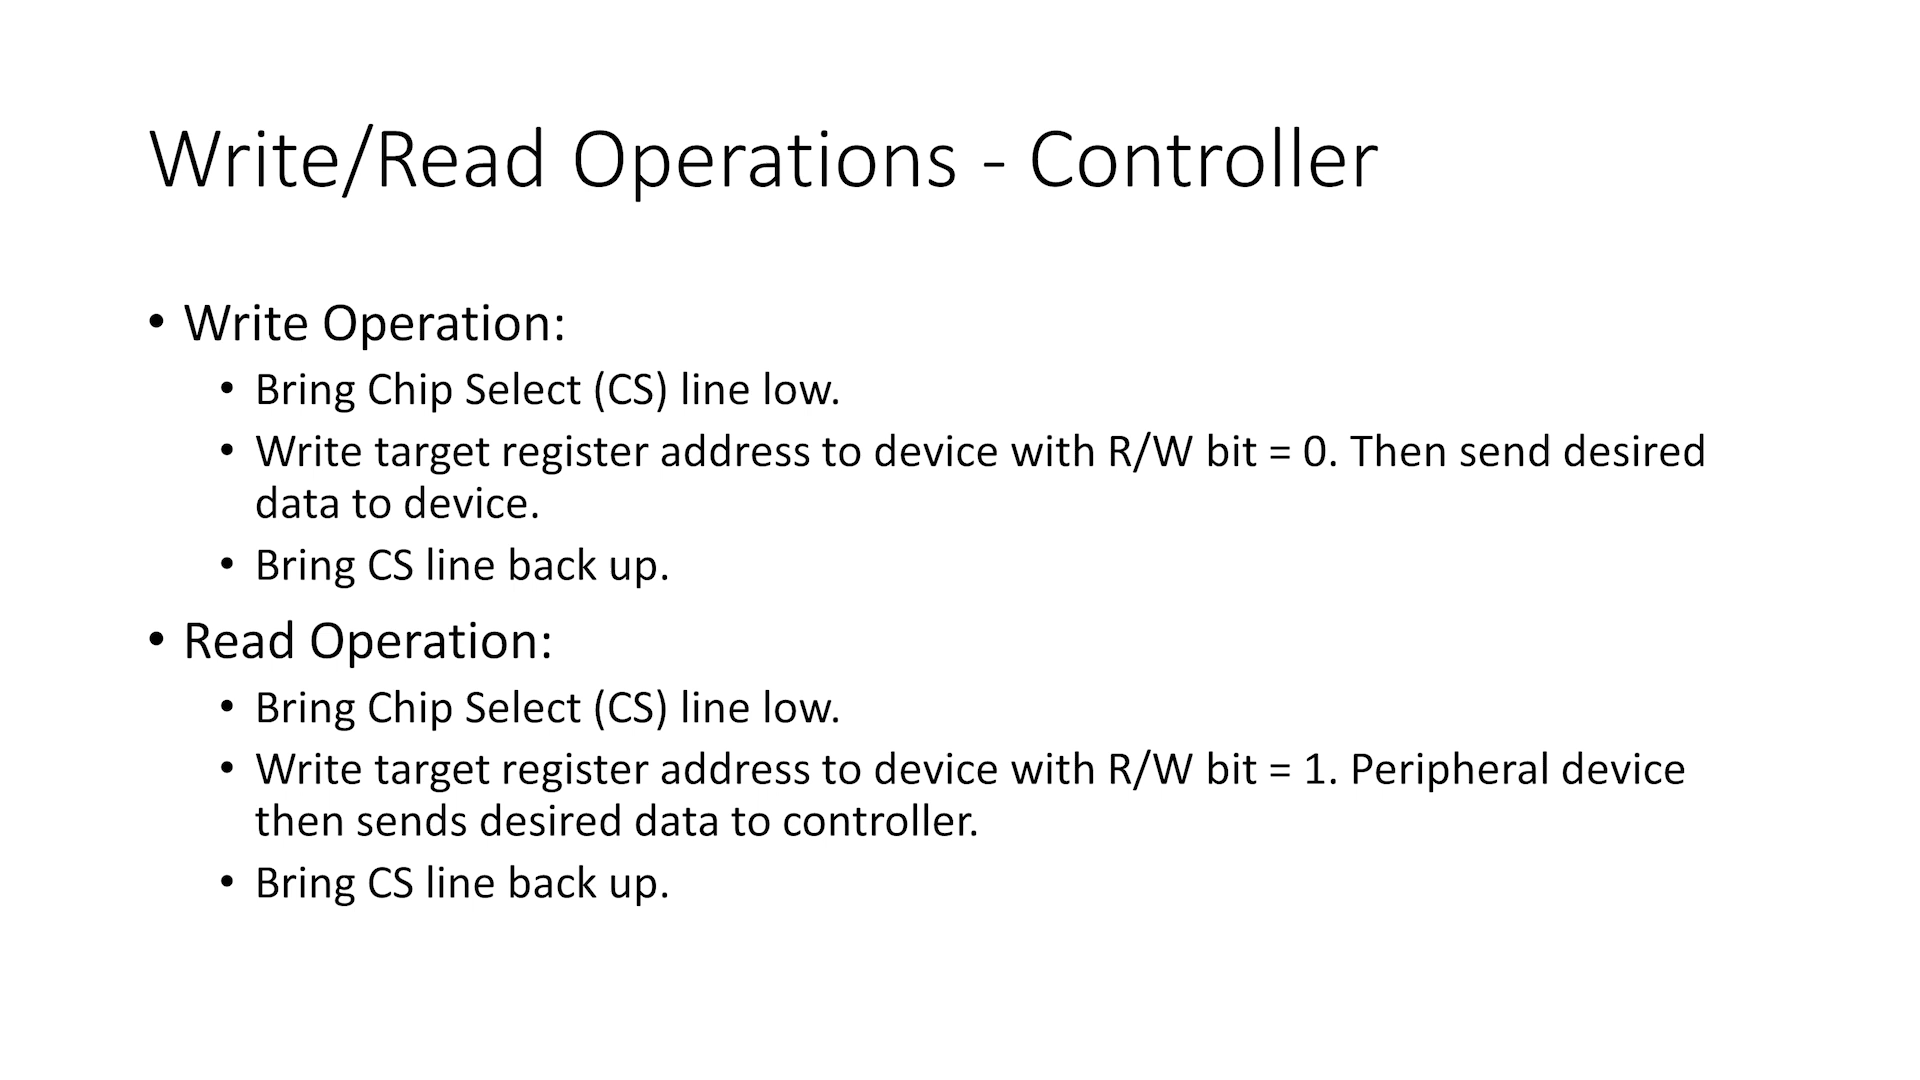 Write/Read Operations - Controller
• Write Operation:
• Bring Chip Select (CS) line low.
• Write target register address to device with R/W bit = 0. Then send desired
data to device.
• Bring CS line back up.
• Read Operation:
• Bring Chip Select (CS) line low.
• Write target register address to device with R/W bit = 1. Peripheral device
then sends desired data to controller.
• Bring CS line back up.